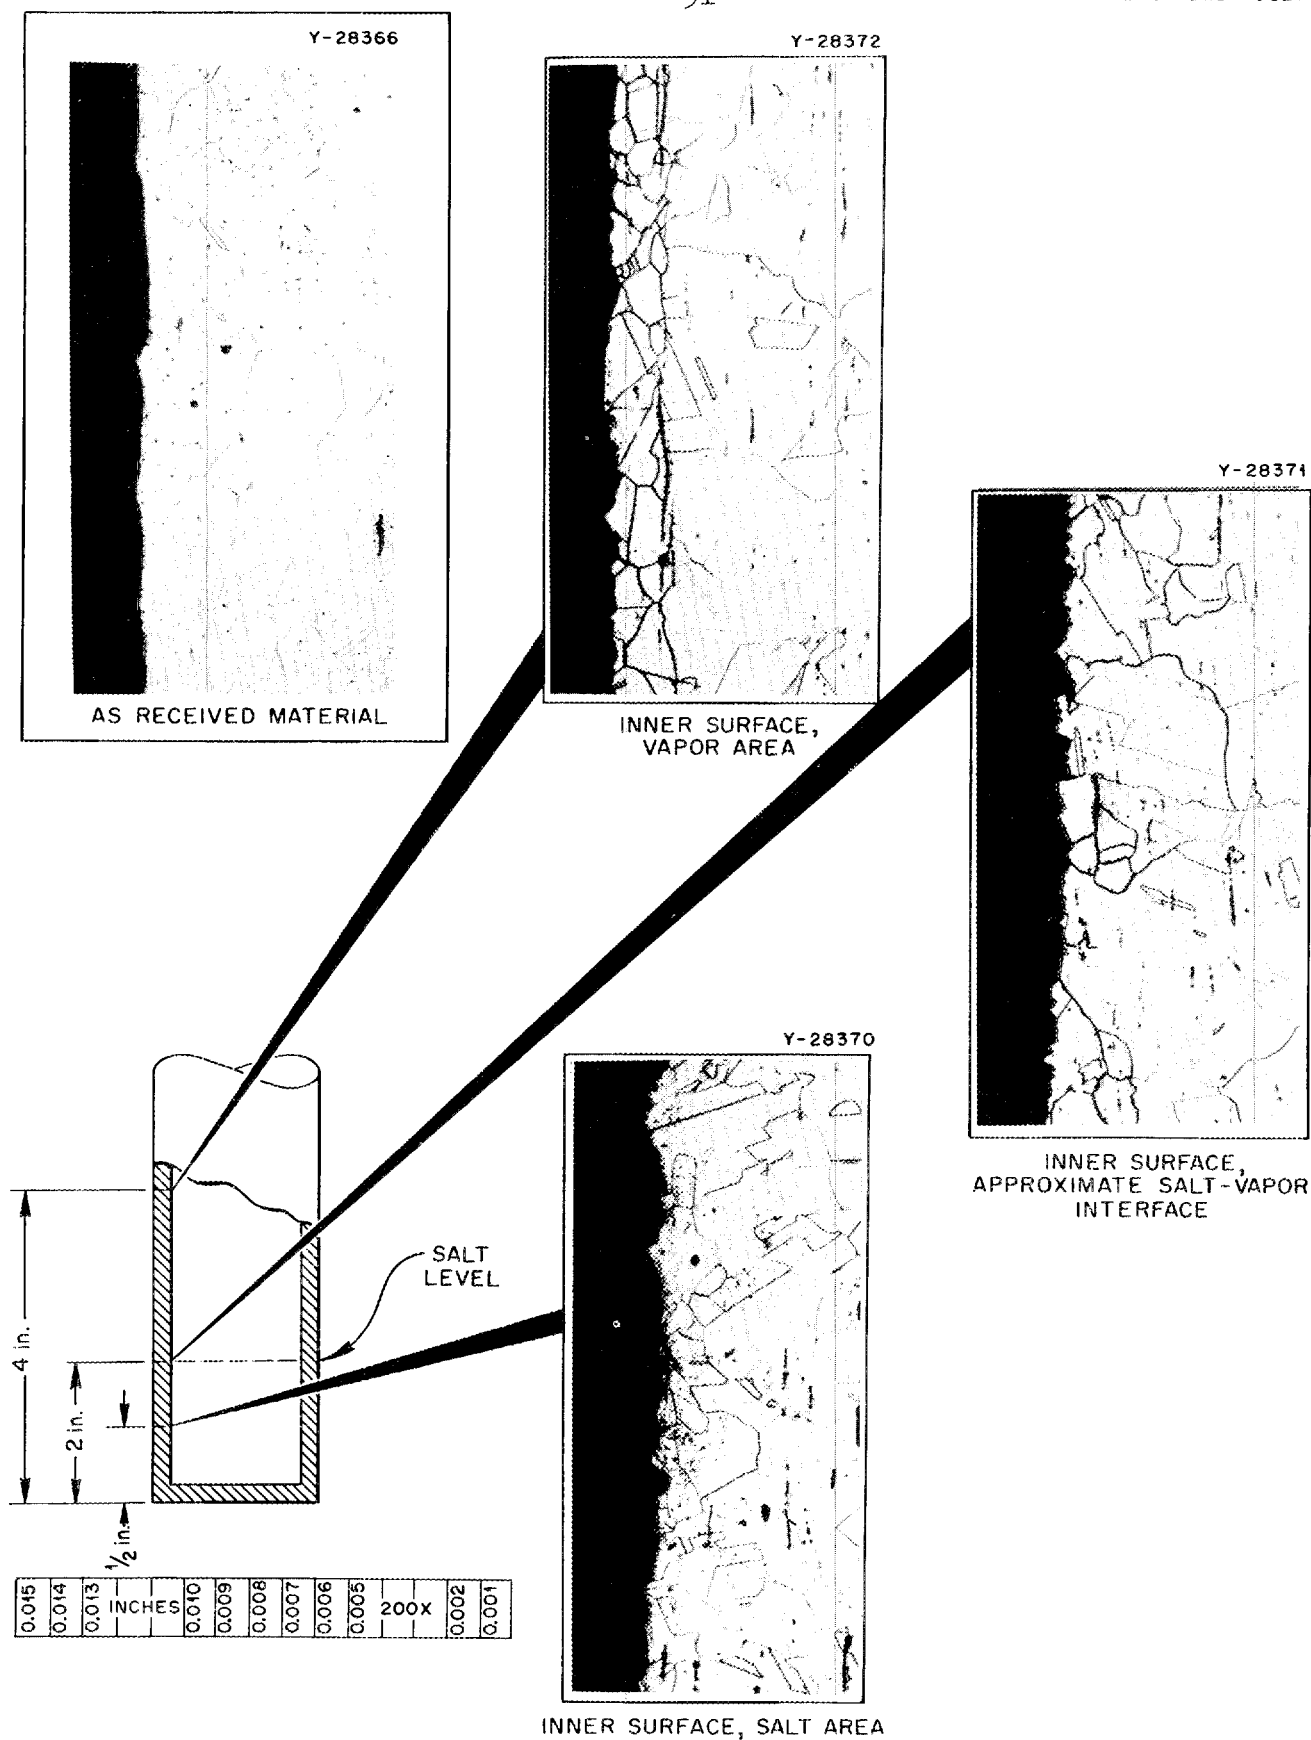 Y-28366
Y-28372
AS RECEIVED MATERIAL
INNER SURFACE,
VAPOR AREA
Y-28371
INNER SURFACE,
APPROXIMATE SALT-VAPOR
INTERFACE
Y-28370
SALT
LEVEL
4 in.
2 in.
1/2 in.
0.015
0.014
0.013
INCHES
0.010
0.009
0.008
0.007
0.006
0.005
200X
0.002
0.001
INNER SURFACE, SALT AREA